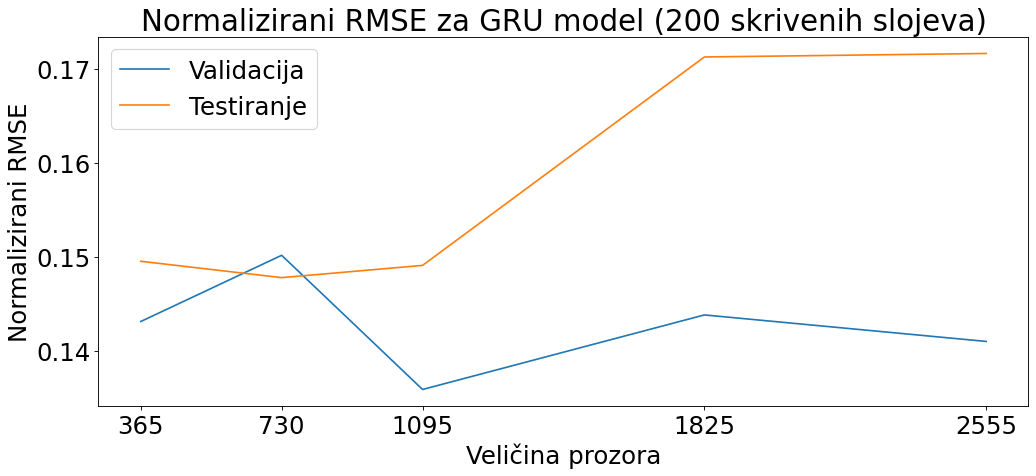 Normalizirani RMSE za GRU model (200 skrivenih slojeva)
Validacija
Testiranje
Normalizirani RMSE
0.17
0.16
0.15
0.14
365 730 1095 1825 2555
Veličina prozora